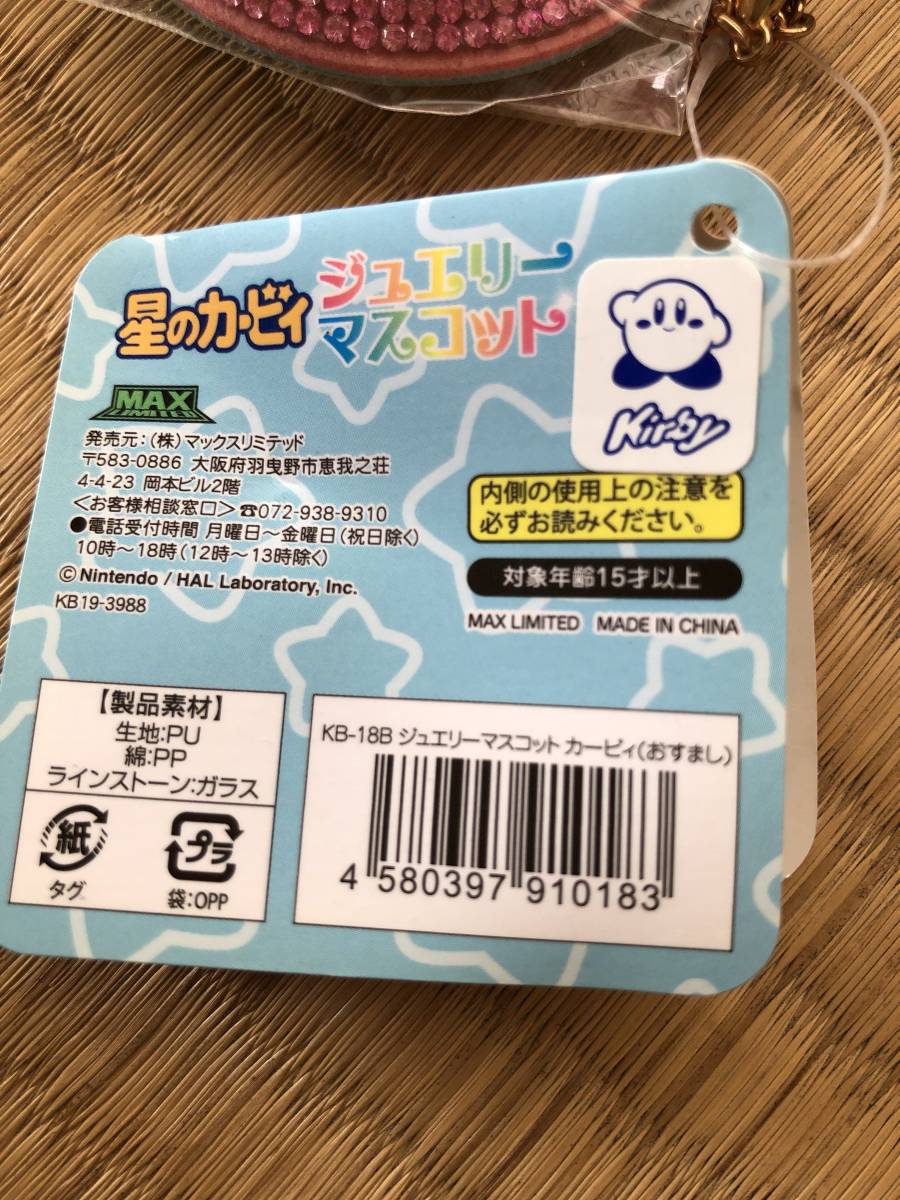 星のカービィ
ジュエリー
マスコット
Kirby
MAX
LIMITED
発売元:(株)マックスリミテッド
〒583-0886 大阪府羽曳野市恵我之荘
4-4-23 岡本ビル2階
<お客様相談窓口>☎072-938-9310
●電話受付時間 月曜日〜金曜日(祝日除く)
10時〜18時(12時〜13時除く)
©Nintendo / HAL Laboratory, Inc.
KB19-3988
内側の使用上の注意を
必ずお読みください。
対象年齢15才以上
MAX LIMITED MADE IN CHINA
【製品素材】
生地:PU
綿:PP
ラインストーン:ガラス
紙
タグ
プラ
袋:OPP
KB-18B ジュエリーマスコット カービィ(おすまし)
4 580397 910183